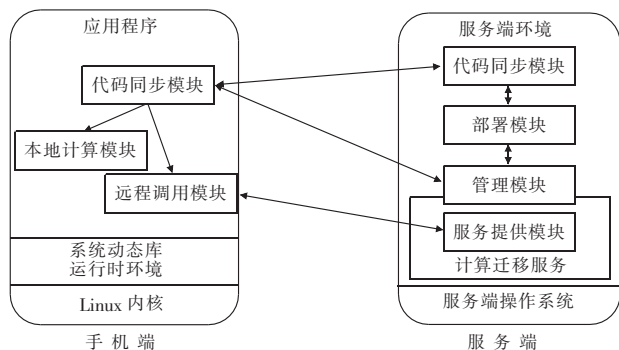 应用程序
代码同步模块
本地计算模块
远程调用模块
系统动态库
运行时环境
Linux 内核
手 机 端
服务端环境
代码同步模块
部署模块
管理模块
服务提供模块
计算迁移服务
服务端操作系统
服 务 端